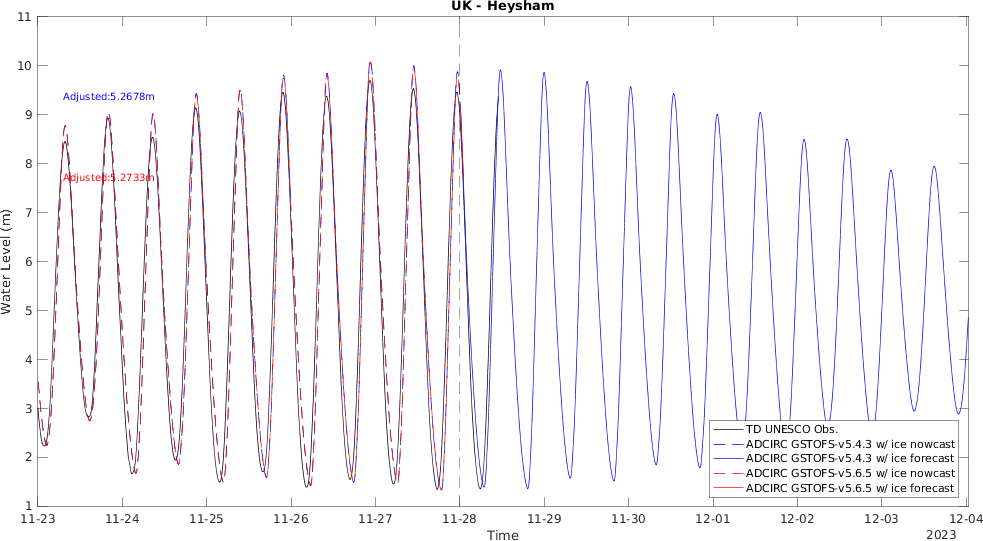 UK - Heysham
11
10
9
8
7
6
5
4
3
2
1
Water Level (m)
Adjusted:5.2678m
Adjusted:5.2733m
TD UNESCO Obs.
ADCIRC GSTOFS-v5.4.3 w/ ice nowcast
ADCIRC GSTOFS-v5.4.3 w/ ice forecast
ADCIRC GSTOFS-v5.6.5 w/ ice nowcast
ADCIRC GSTOFS-v5.6.5 w/ ice forecast
11-23 11-24 11-25 11-26 11-27 11-28 11-29 11-30 12-01 12-02 12-03 12-04
Time
2023